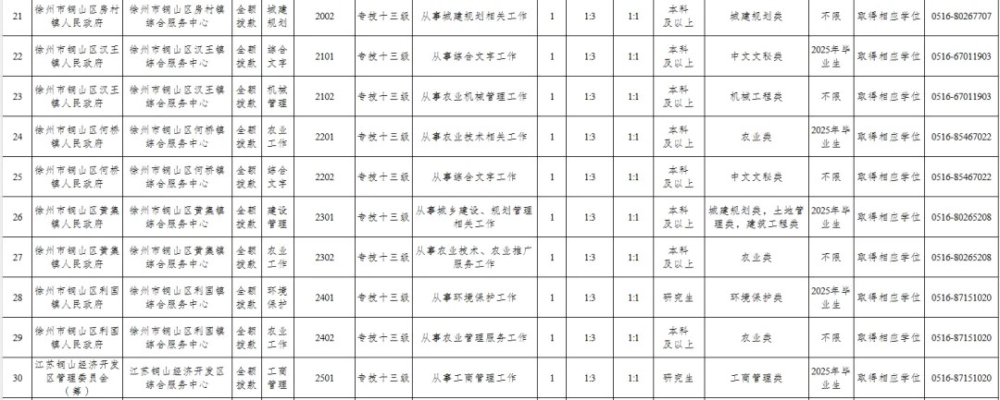 21 徐州市铜山区房村镇人民政府 徐州市铜山区房村镇综合服务中心 全额拨款 城建规划 2002 专技十三级 从事城建规划相关工作 1 1:3 1:1 本科及以上 城建规划类 不限 取得相应学位 0516-80267707
22 徐州市铜山区汉王镇人民政府 徐州市铜山区汉王镇综合服务中心 全额拨款 综合文字 2101 专技十三级 从事综合文字工作 1 1:3 1:1 本科及以上 中文文秘类 2025年毕业生 取得相应学位 0516-67011903
23 徐州市铜山区汉王镇人民政府 徐州市铜山区汉王镇综合服务中心 全额拨款 机械管理 2102 专技十三级 从事农业机械管理工作 1 1:3 1:1 本科及以上 机械工程类 不限 取得相应学位 0516-67011903
24 徐州市铜山区何桥镇人民政府 徐州市铜山区何桥镇综合服务中心 全额拨款 农业工作 2201 专技十三级 从事农业技术相关工作 1 1:3 1:1 本科及以上 农业类 2025年毕业生 取得相应学位 0516-85467022
25 徐州市铜山区何桥镇人民政府 徐州市铜山区何桥镇综合服务中心 全额拨款 综合文字 2202 专技十三级 从事综合文字工作 1 1:3 1:1 本科及以上 中文文秘类 不限 取得相应学位 0516-85467022
26 徐州市铜山区黄集镇人民政府 徐州市铜山区黄集镇综合服务中心 全额拨款 建设管理 2301 专技十三级 从事城乡建设、规划管理相关工作 1 1:3 1:1 本科及以上 城建规划类，土地管理类，建筑工程类 2025年毕业生 取得相应学位 0516-80265208
27 徐州市铜山区黄集镇人民政府 徐州市铜山区黄集镇综合服务中心 全额拨款 农业工作 2302 专技十三级 从事农业技术、农业推广服务工作 1 1:3 1:1 本科及以上 农业类 不限 取得相应学位 0516-80265208
28 徐州市铜山区利国镇人民政府 徐州市铜山区利国镇综合服务中心 全额拨款 环境保护 2401 专技十三级 从事环境保护工作 1 1:3 1:1 研究生 环境保护类 2025年毕业生 取得相应学位 0516-87151020
29 徐州市铜山区利国镇人民政府 徐州市铜山区利国镇综合服务中心 全额拨款 农业工作 2402 专技十三级 从事农业管理服务工作 1 1:3 1:1 本科及以上 农业类 不限 取得相应学位 0516-87151020
30 江苏铜山经济开发区管理委员会（筹） 江苏铜山经济开发区综合服务中心 全额拨款 工商管理 2501 专技十三级 从事工商管理工作 1 1:3 1:1 研究生 工商管理类 2025年毕业生 取得相应学位 0516-87151020